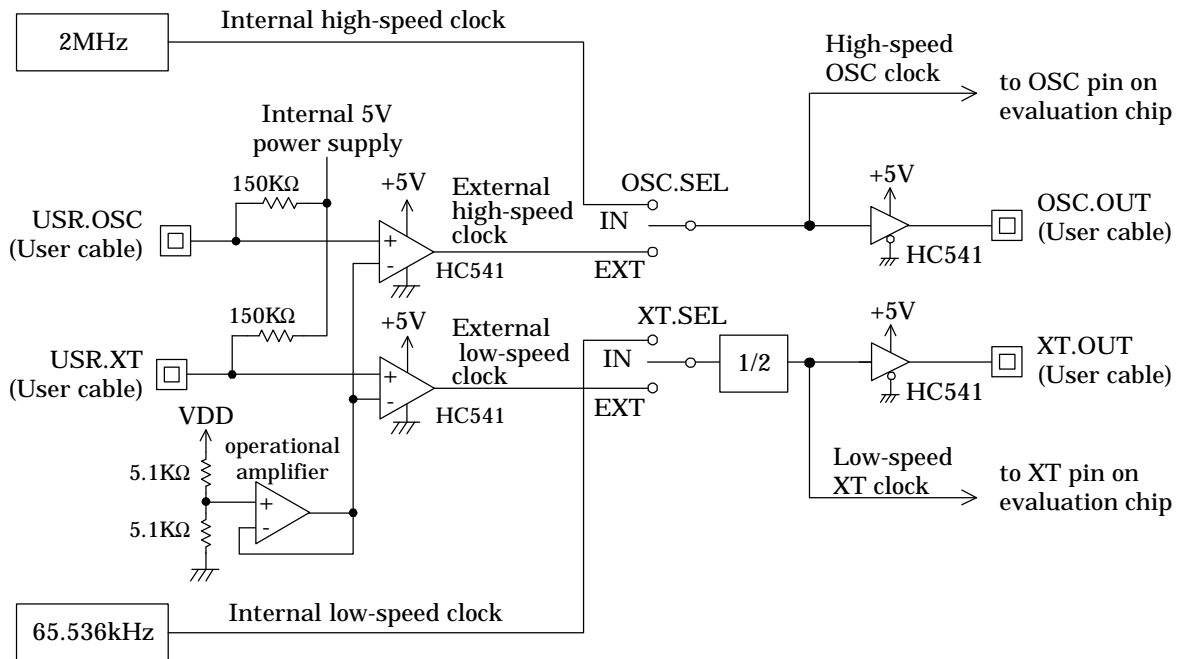 2MHz
Internal high-speed clock
High-speed
OSC clock
to OSC pin on
evaluation chip
Internal 5V
power supply
150KΩ
+5V
External
high-speed
clock
OSC.SEL
IN
EXT
+5V
USR.OSC
(User cable)
+
-
HC541
HC541
OSC.OUT
(User cable)
150KΩ
+5V
External
low-speed
clock
XT.SEL
IN
EXT
1/2
+5V
USR.XT
(User cable)
+
-
HC541
HC541
XT.OUT
(User cable)
VDD
operational
amplifier
5.1KΩ
5.1KΩ
+
-
Low-speed
XT clock
to XT pin on
evaluation chip
65.536kHz
Internal low-speed clock